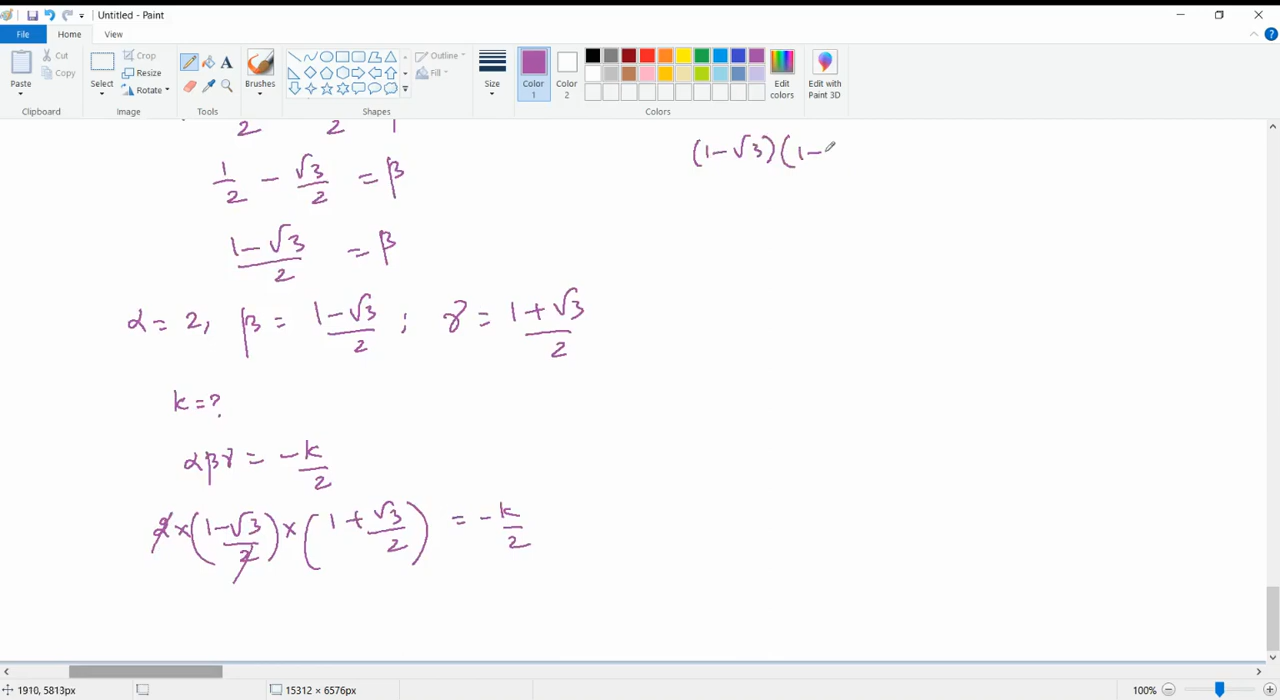 Untitled - Paint
File Home View
Paste Cut Copy Clipboard
Select Crop Resize Rotate Image
Tools
Brushes
Outline Fill Shapes
Size
Color 1 Color 2 Edit colors Colors
Edit with Paint 3D
2 2 1
(1-√3)(1-
1/2 - √3/2 = β
(1-√3)/2 = β
α = 2, β = (1-√3)/2 ; γ = (1+√3)/2
k = ?
αβγ = -k/2
2 × ((1-√3)/2) × ((1+√3)/2) = -k/2
1910, 5813px 15312 × 6576px 100%